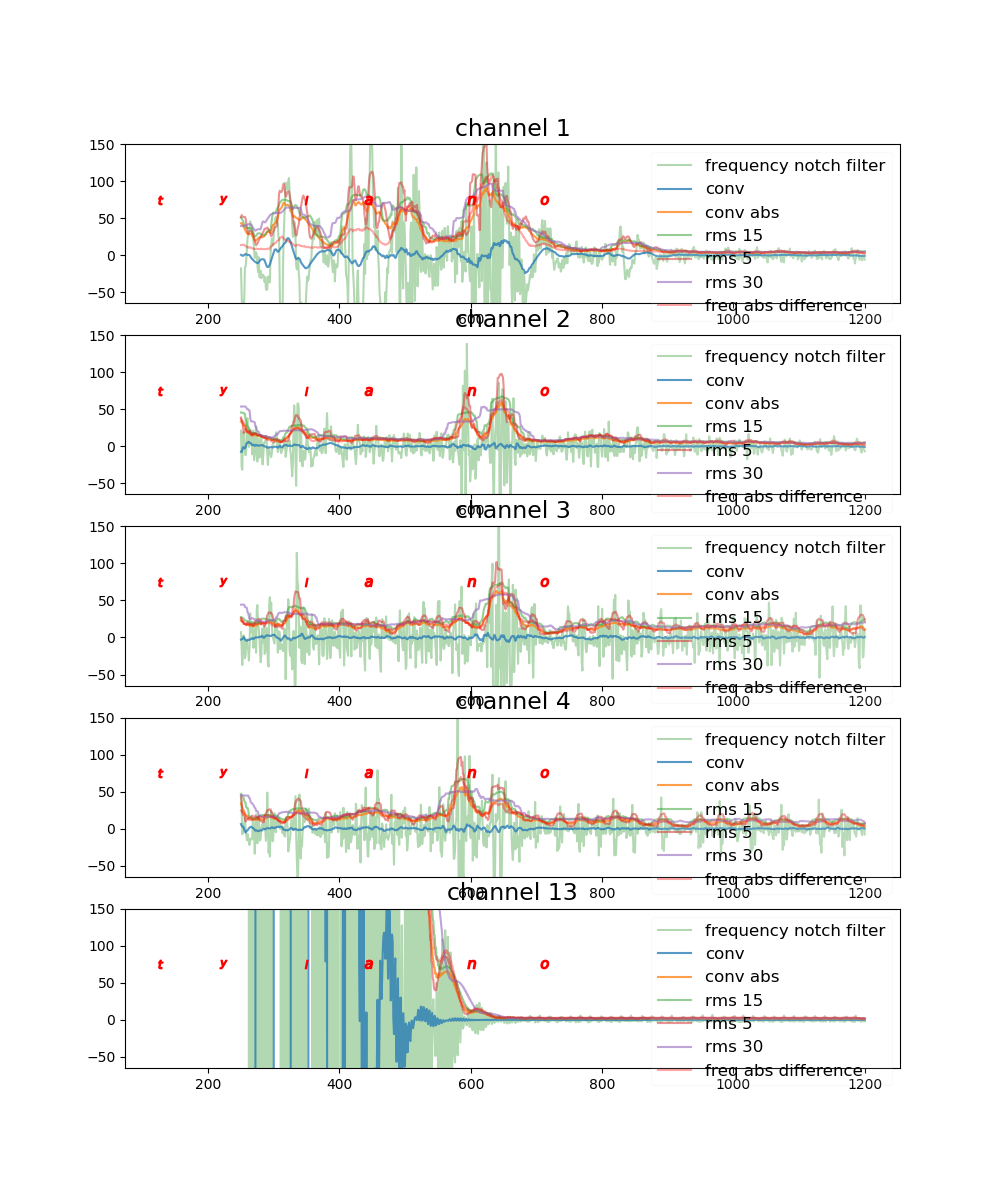 channel 1
150
100
50
0
−50
t y l a n o
frequency notch filter
conv
conv abs
rms 15
rms 5
rms 30
freq abs difference
200 400 600 800 1000 1200
channel 2
150
100
50
0
−50
t y l a n o
frequency notch filter
conv
conv abs
rms 15
rms 5
rms 30
freq abs difference
200 400 600 800 1000 1200
channel 3
150
100
50
0
−50
t y l a n o
frequency notch filter
conv
conv abs
rms 15
rms 5
rms 30
freq abs difference
200 400 600 800 1000 1200
channel 4
150
100
50
0
−50
t y l a n o
frequency notch filter
conv
conv abs
rms 15
rms 5
rms 30
freq abs difference
200 400 600 800 1000 1200
channel 13
150
100
50
0
−50
t y l a n o
frequency notch filter
conv
conv abs
rms 15
rms 5
rms 30
freq abs difference
200 400 600 800 1000 1200